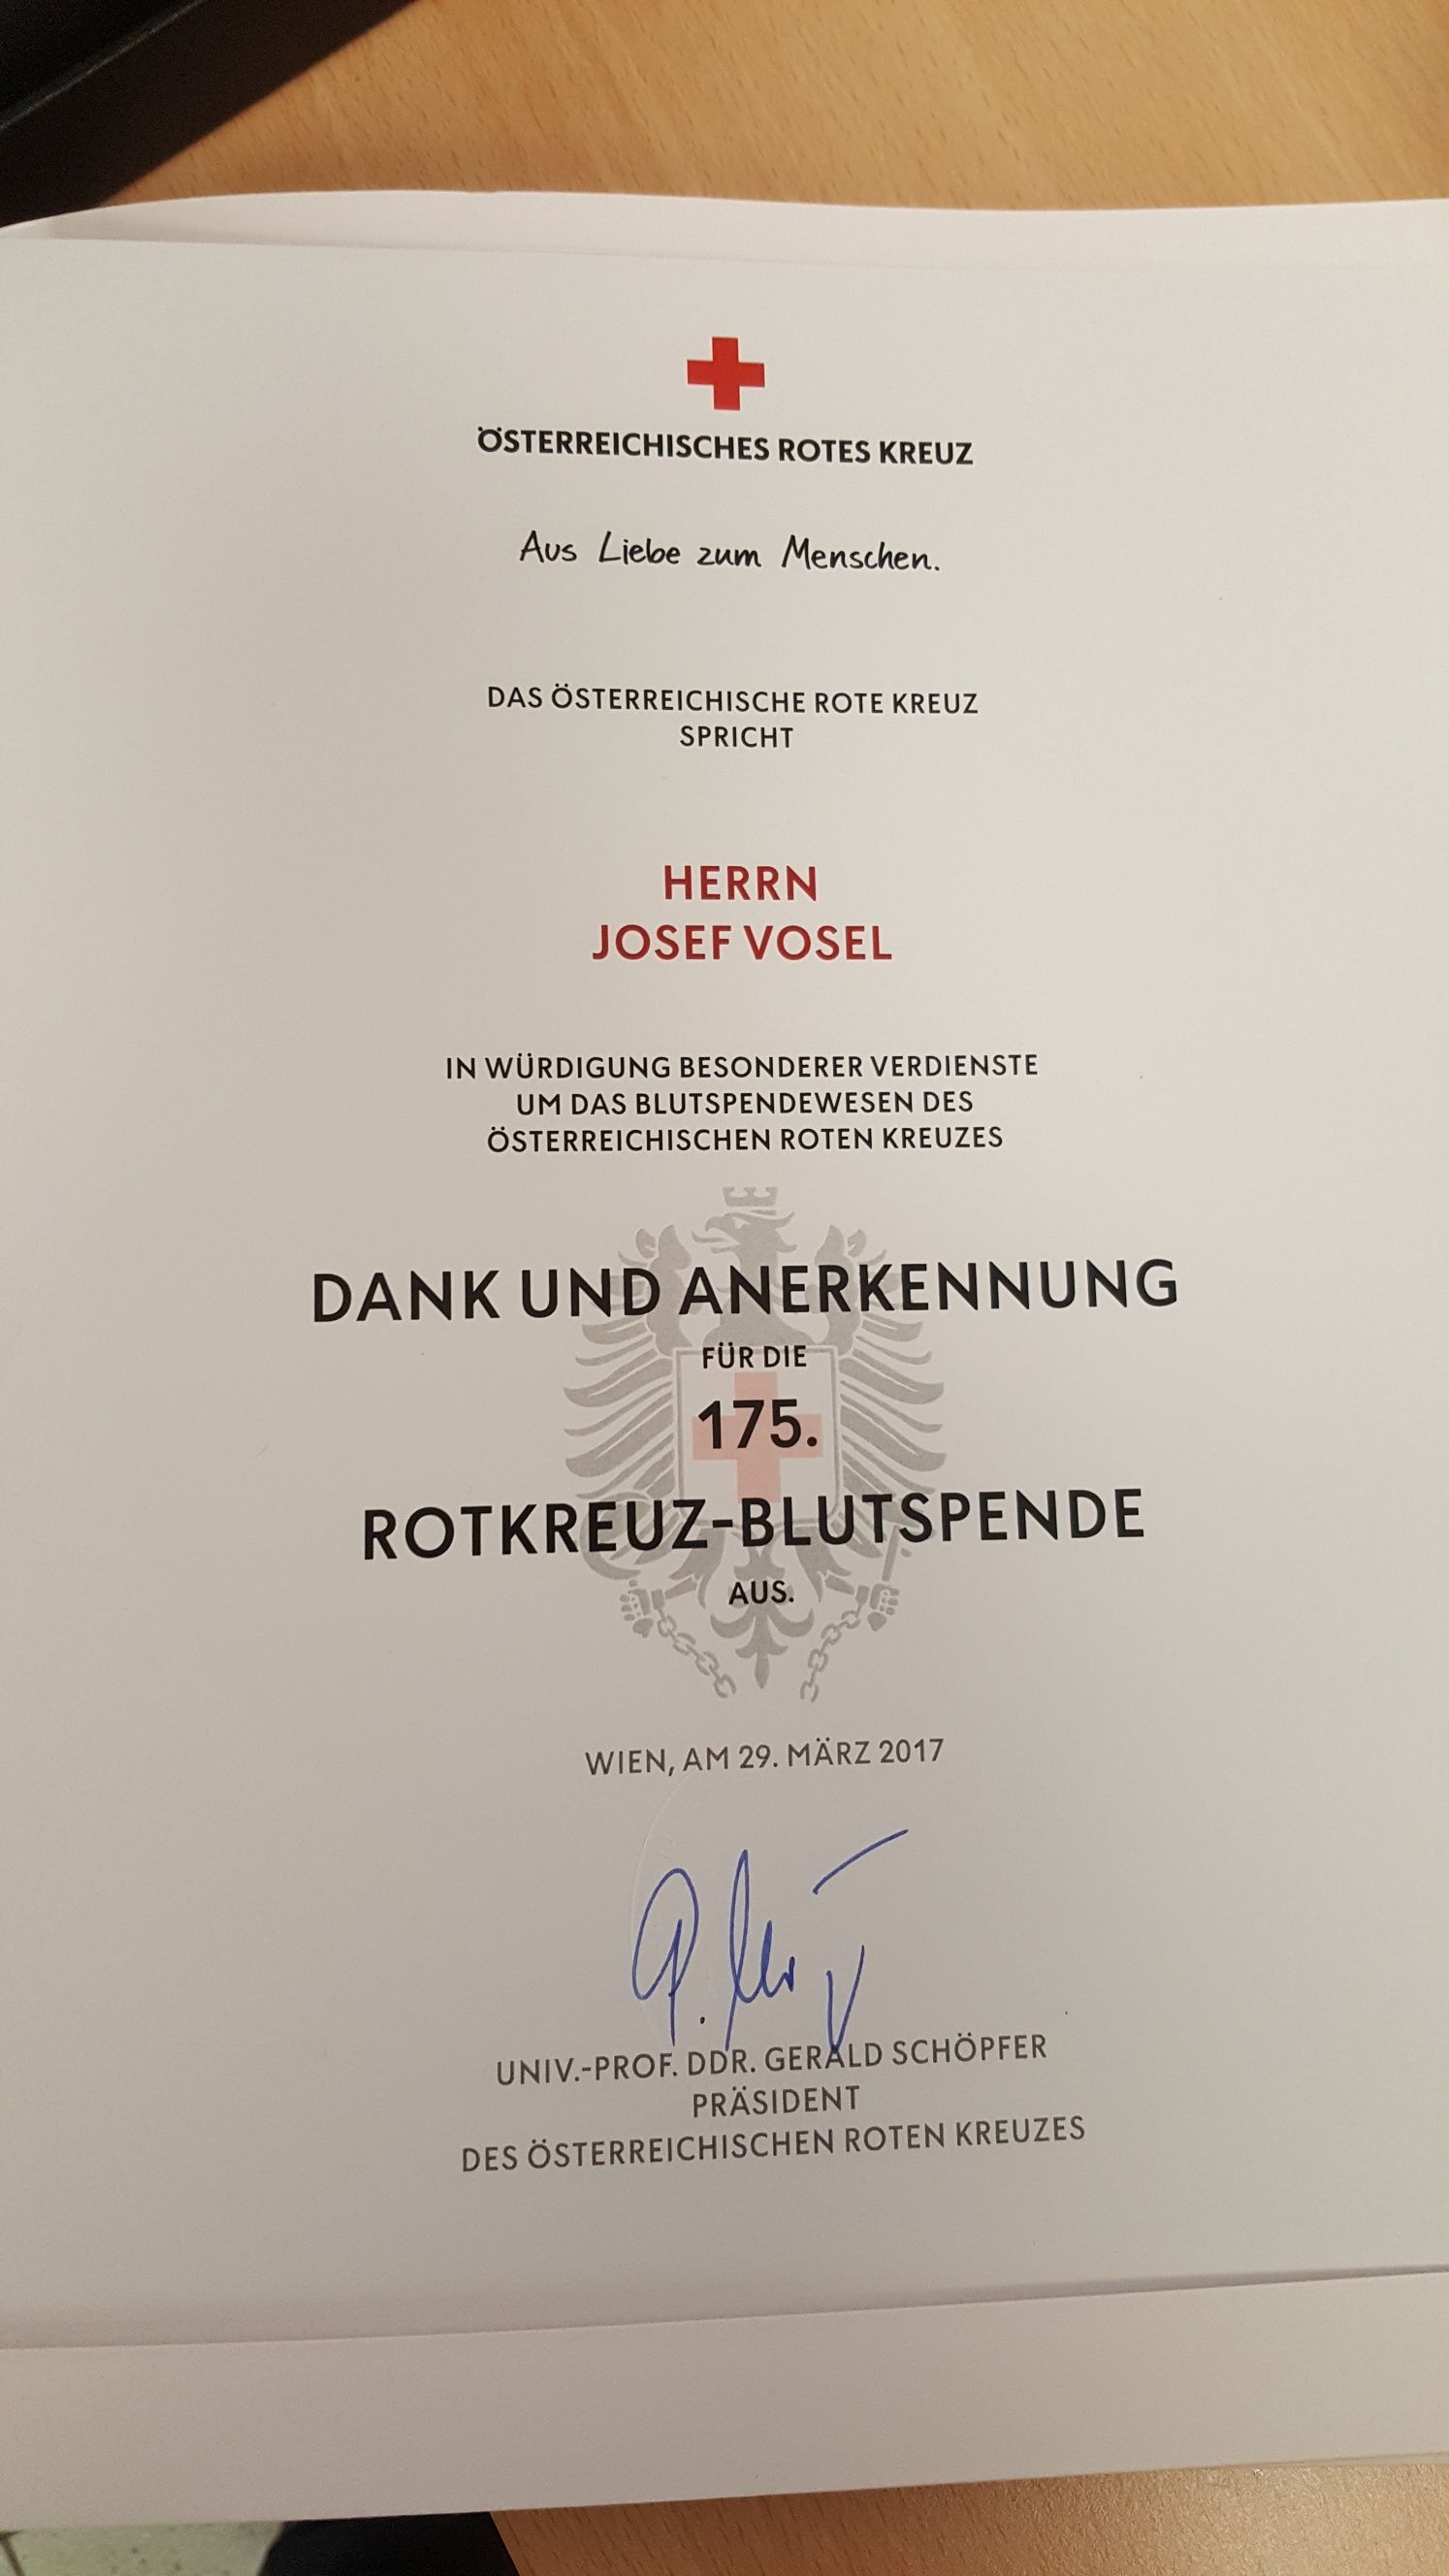 ÖSTERREICHISCHES ROTES KREUZ
Aus Liebe zum Menschen.
DAS ÖSTERREICHISCHE ROTE KREUZ
SPRICHT
HERRN
JOSEF VOSEL
IN WÜRDIGUNG BESONDERER VERDIENSTE
UM DAS BLUTSPENDEWESEN DES
ÖSTERREICHISCHEN ROTEN KREUZES
DANK UND ANERKENNUNG
FÜR DIE
175.
ROTKREUZ-BLUTSPENDE
AUS.
WIEN, AM 29. MÄRZ 2017
UNIV.-PROF. DDR. GERALD SCHÖPFER
PRÄSIDENT
DES ÖSTERREICHISCHEN ROTEN KREUZES